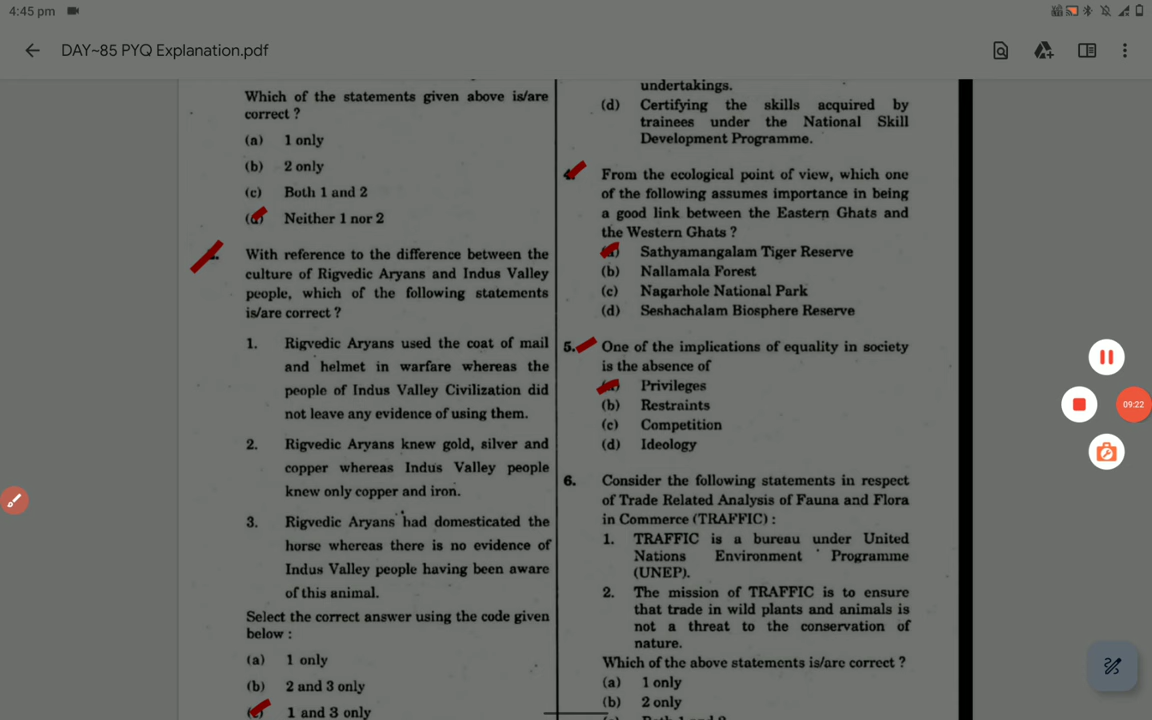 4:45 pm
DAY~85 PYQ Explanation.pdf
Which of the statements given above is/are
correct ?
(a) 1 only
(b) 2 only
(c) Both 1 and 2
(d) Neither 1 nor 2
With reference to the difference between the
culture of Rigvedic Aryans and Indus Valley
people, which of the following statements
is/are correct ?
1. Rigvedic Aryans used the coat of mail
and helmet in warfare whereas the
people of Indus Valley Civilization did
not leave any evidence of using them.
2. Rigvedic Aryans knew gold, silver and
copper whereas Indus Valley people
knew only copper and iron.
3. Rigvedic Aryans had domesticated the
horse whereas there is no evidence of
Indus Valley people having been aware
of this animal.
Select the correct answer using the code given
below :
(a) 1 only
(b) 2 and 3 only
(c) 1 and 3 only
undertakings.
(d) Certifying the skills acquired by
trainees under the National Skill
Development Programme.
4. From the ecological point of view, which one
of the following assumes importance in being
a good link between the Eastern Ghats and
the Western Ghats ?
(a) Sathyamangalam Tiger Reserve
(b) Nallamala Forest
(c) Nagarhole National Park
(d) Seshachalam Biosphere Reserve
5. One of the implications of equality in society
is the absence of
(a) Privileges
(b) Restraints
(c) Competition
(d) Ideology
6. Consider the following statements in respect
of Trade Related Analysis of Fauna and Flora
in Commerce (TRAFFIC) :
1. TRAFFIC is a bureau under United
Nations Environment Programme
(UNEP).
2. The mission of TRAFFIC is to ensure
that trade in wild plants and animals is
not a threat to the conservation of
nature.
Which of the above statements is/are correct ?
(a) 1 only
(b) 2 only
09:22